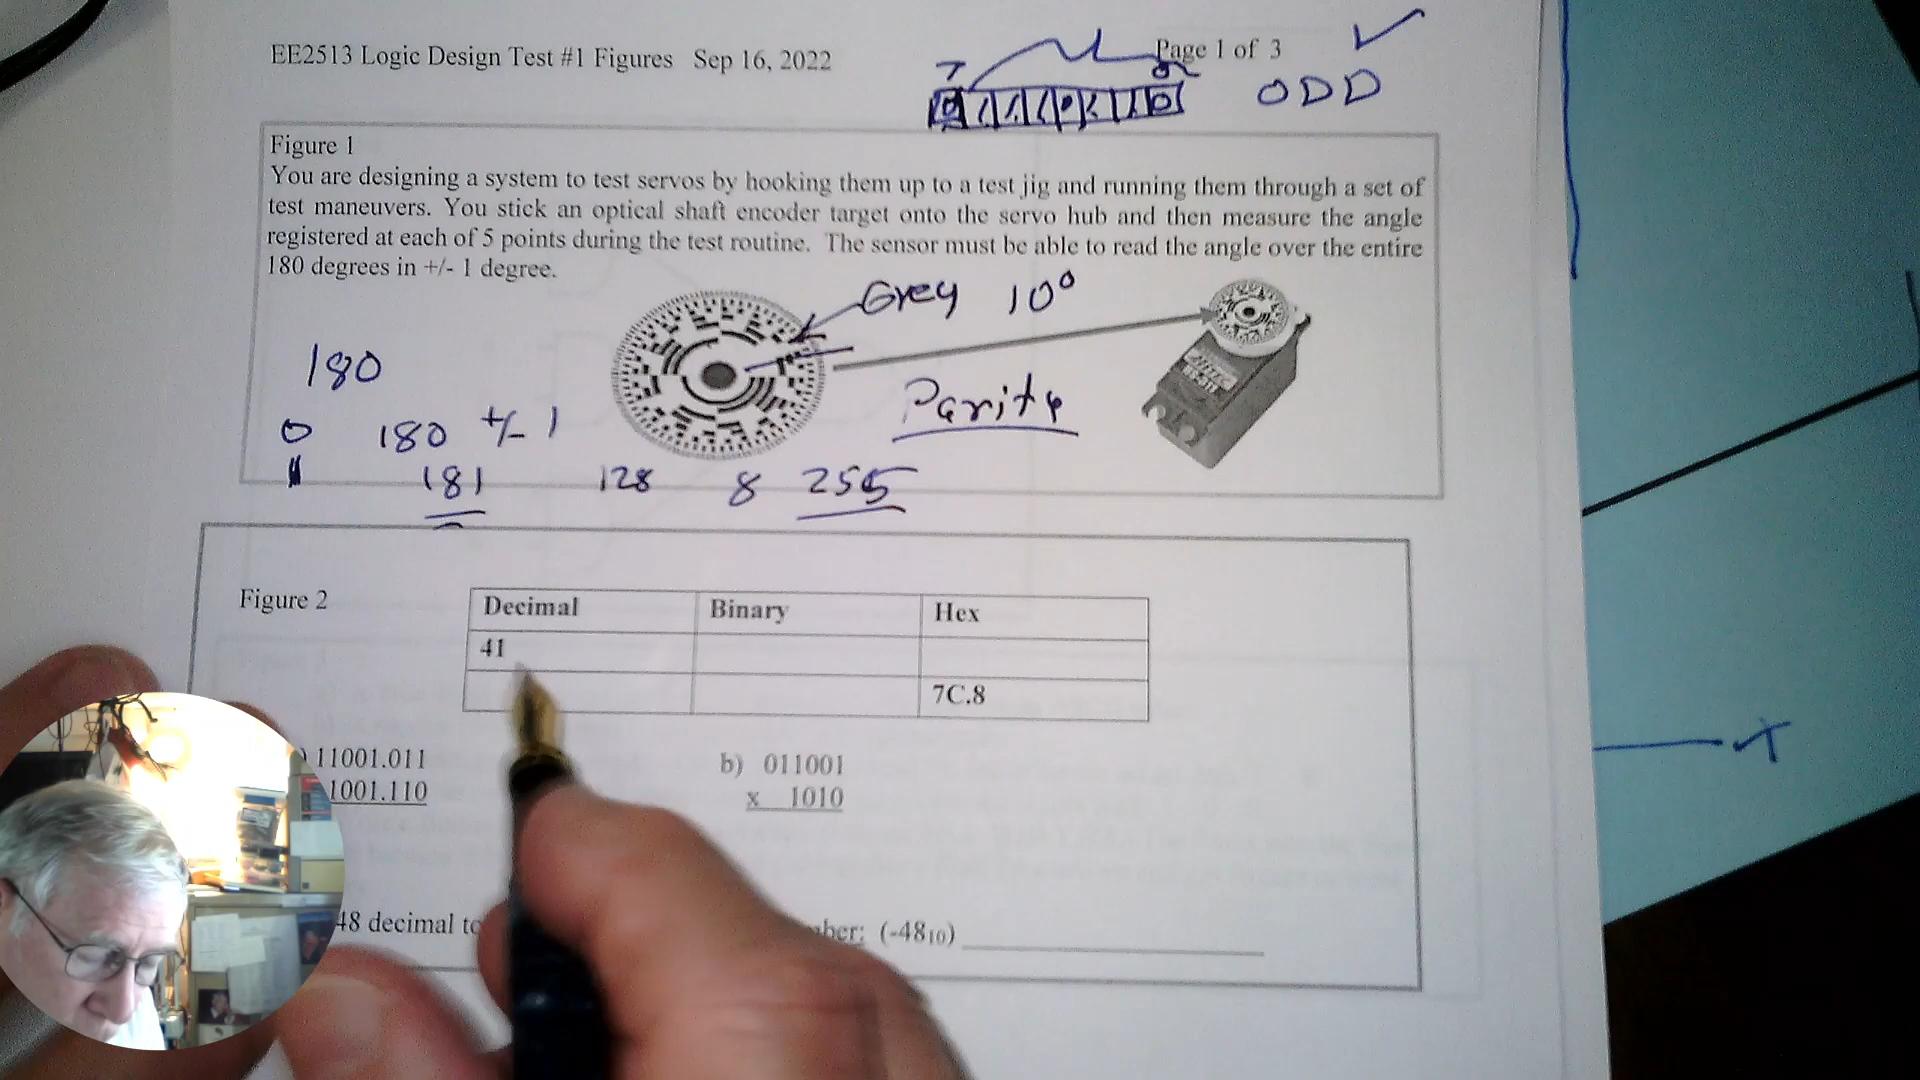 EE2513 Logic Design Test #1 Figures Sep 16, 2022
Page 1 of 3
ODD
Figure 1
You are designing a system to test servos by hooking them up to a test jig and running them through a set of
test maneuvers. You stick an optical shaft encoder target onto the servo hub and then measure the angle
registered at each of 5 points during the test routine. The sensor must be able to read the angle over the entire
180 degrees in +/- 1 degree.
Grey 10°
180
Parity
0 180 +/- 1
181 128 8 255
Figure 2
Decimal Binary Hex
41
7C.8
11001.011
1001.110
b) 011001
x 1010
48 decimal to
(-48₁₀)